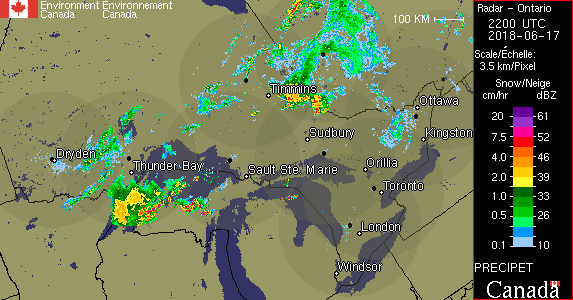 Environment Environnement
Canada Canada
100 KM
Timmins
Ottawa
Sudbury
Kingston
Dryden
Thunder Bay
Sault Ste. Marie
Orillia
Toronto
London
Windsor
Radar - Ontario
2200 UTC
2018-06-17
Scale/Échelle:
3.5 km/Pixel
Snow/Neige
cm/hr dBZ
20 61
7.5 52
4.0 46
2.0 39
1.0 33
0.5 26
0.1 10
PRECIPET
Canada